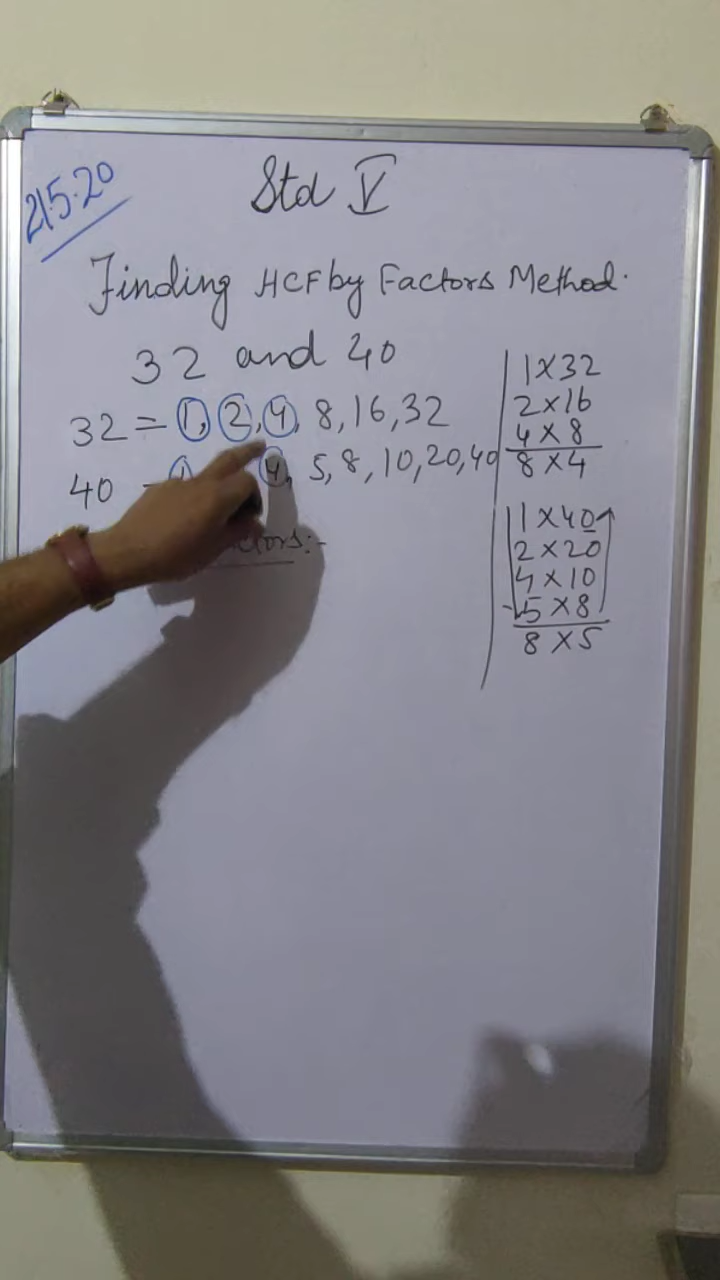 21.5.20
Std V
Finding HCF by Factors Method.
32 and 40
32 = 1, 2, 4, 8, 16, 32
40 = 1, 4, 5, 8, 10, 20, 40
1 X 32
2 X 16
4 X 8
8 X 4
1 X 40
2 X 20
4 X 10
5 X 8
8 X 5